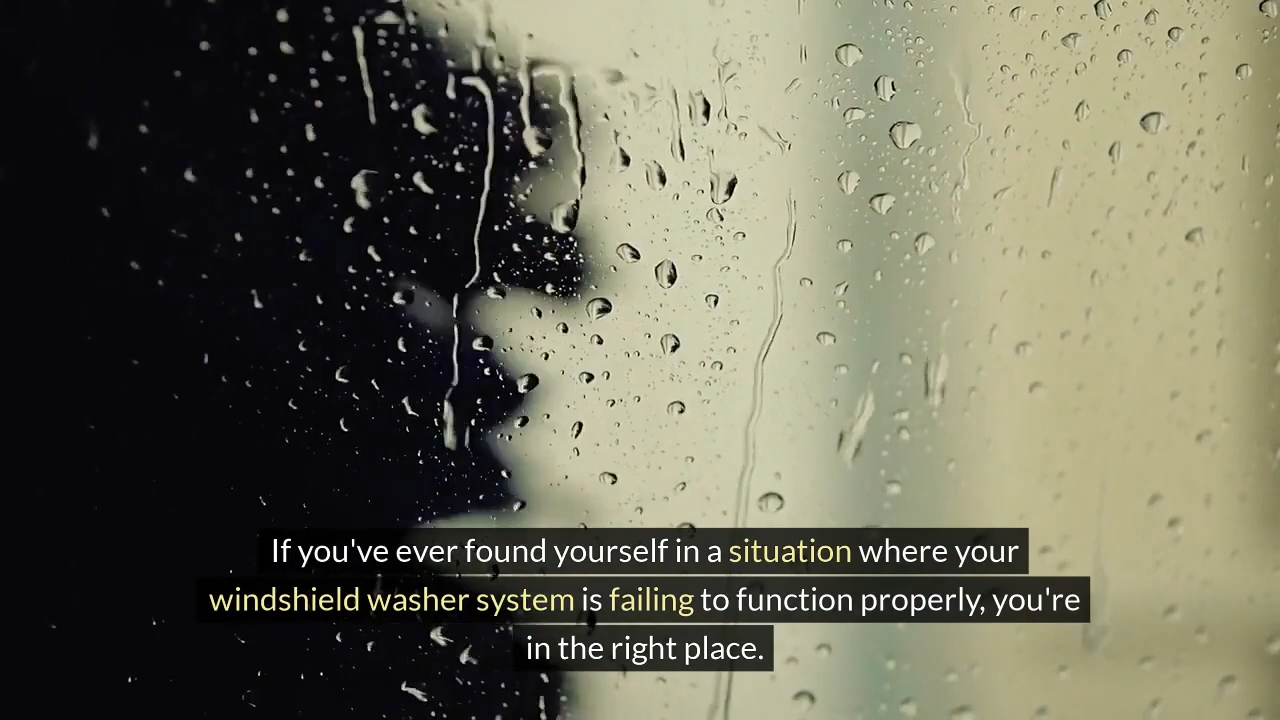 If you've ever found yourself in a situation where your
windshield washer system is failing to function properly, you're
in the right place.